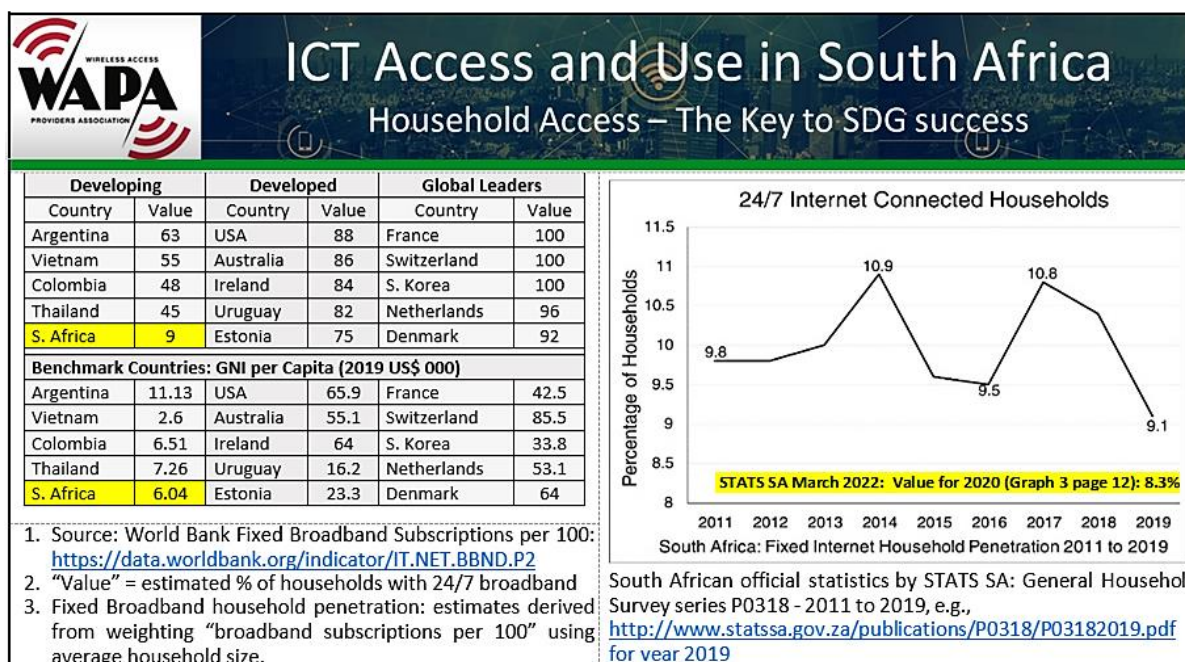 WIRELESS ACCESS
WAPA
PROVIDERS ASSOCIATION
ICT Access and Use in South Africa
Household Access – The Key to SDG success
Developing Developed Global Leaders
Country Value Country Value Country Value
Argentina 63 USA 88 France 100
Vietnam 55 Australia 86 Switzerland 100
Colombia 48 Ireland 84 S. Korea 100
Thailand 45 Uruguay 82 Netherlands 96
S. Africa 9 Estonia 75 Denmark 92
Benchmark Countries: GNI per Capita (2019 US$ 000)
Argentina 11.13 USA 65.9 France 42.5
Vietnam 2.6 Australia 55.1 Switzerland 85.5
Colombia 6.51 Ireland 64 S. Korea 33.8
Thailand 7.26 Uruguay 16.2 Netherlands 53.1
S. Africa 6.04 Estonia 23.3 Denmark 64
1. Source: World Bank Fixed Broadband Subscriptions per 100:
https://data.worldbank.org/indicator/IT.NET.BBND.P2
2. “Value” = estimated % of households with 24/7 broadband
3. Fixed Broadband household penetration: estimates derived
from weighting “broadband subscriptions per 100” using
average household size.
24/7 Internet Connected Households
Percentage of Households
11.5
11
10.5
10
9.5
9
8.5
8
9.8
10.9
9.5
10.8
9.1
STATS SA March 2022: Value for 2020 (Graph 3 page 12): 8.3%
2011 2012 2013 2014 2015 2016 2017 2018 2019
South Africa: Fixed Internet Household Penetration 2011 to 2019
South African official statistics by STATS SA: General Househol
Survey series P0318 - 2011 to 2019, e.g.,
http://www.statssa.gov.za/publications/P0318/P03182019.pdf
for year 2019